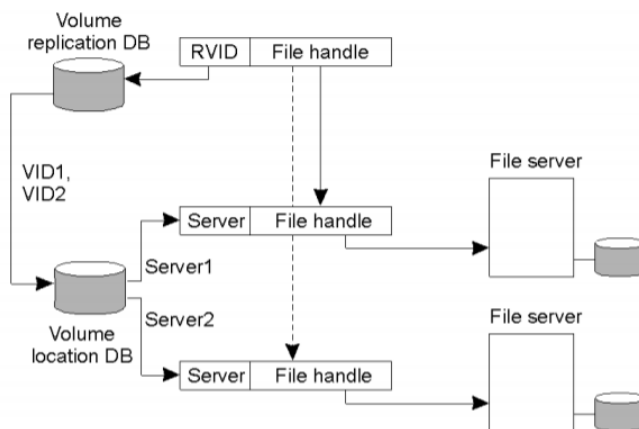 Volume
replication DB
RVID File handle
VID1,
VID2
File server
Server File handle
Server1
Volume
location DB
Server2
File server
Server File handle